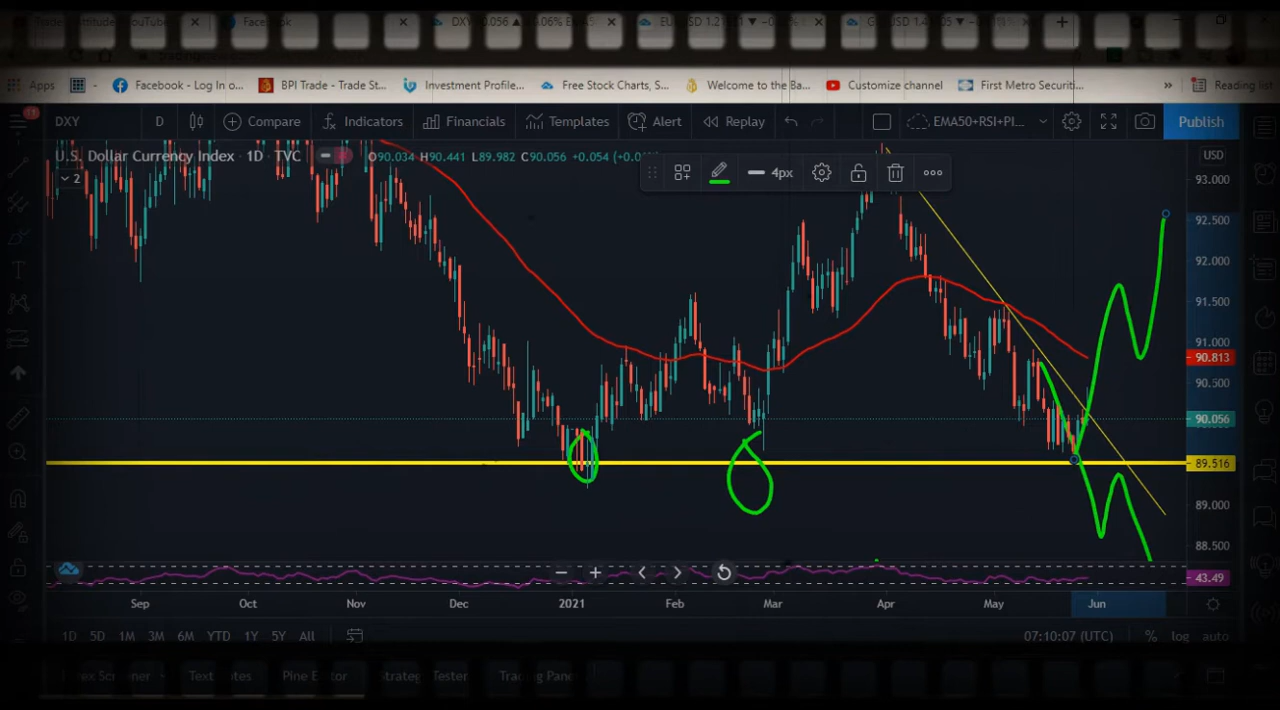 Facebook
Apps Facebook - Log In o... BPI Trade - Trade St... Investment Profile... Free Stock Charts, S... Welcome to the Ba... Customize channel First Metro Securiti... » Reading list
DXY D Compare Indicators Financials Templates Alert Replay EMA50+RSI+PI... Publish
U.S. Dollar Currency Index · 1D · TVC O90.034 H90.441 L89.982 C90.056 +0.054 USD
2
4px
93.000
92.500
92.000
91.500
91.000
90.813
90.500
90.056
89.516
89.000
88.500
43.49
Sep Oct Nov Dec 2021 Feb Mar Apr May Jun
1D 5D 1M 3M 6M YTD 1Y 5Y All 07:10:07 (UTC) % log auto